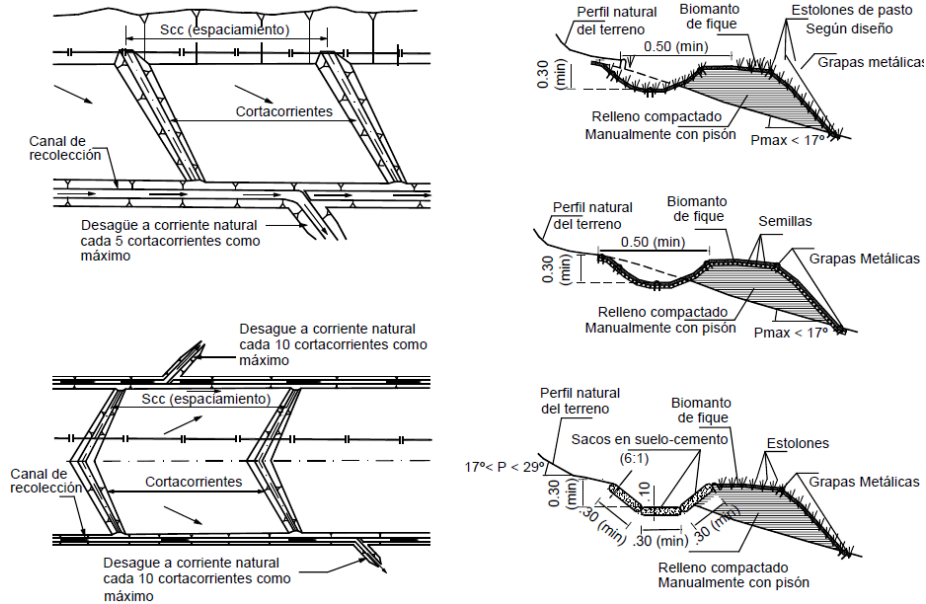 Scc (espaciamiento)
Cortacorrientes
Canal de
recolección
Desagüe a corriente natural
cada 5 cortacorrientes como
máximo
Desague a corriente natural
cada 10 cortacorrientes como
máximo
Scc (espaciamiento)
Canal de
recolección
Cortacorrientes
Desague a corriente natural
cada 10 cortacorrientes como
máximo
Perfil natural
del terreno
Biomanto
de fique
Estolones de pasto
Según diseño
0.50 (min)
Grapas metálicas
0.30
(min)
Relleno compactado
Manualmente con pisón
Pmax < 17º
Perfil natural
del terreno
Biomanto
de fique
Semillas
0.50 (min)
Grapas Metálicas
0.30
(min)
Relleno compactado
Manualmente con pisón
Pmax < 17º
Perfil natural
del terreno
Biomanto
de fique
Sacos en suelo-cemento
(6:1)
Estolones
17º< P < 29º
Grapas Metálicas
0.30
(min)
.10
.30 (min)
.30 (min)
.30 (min)
Relleno compactado
Manualmente con pisón